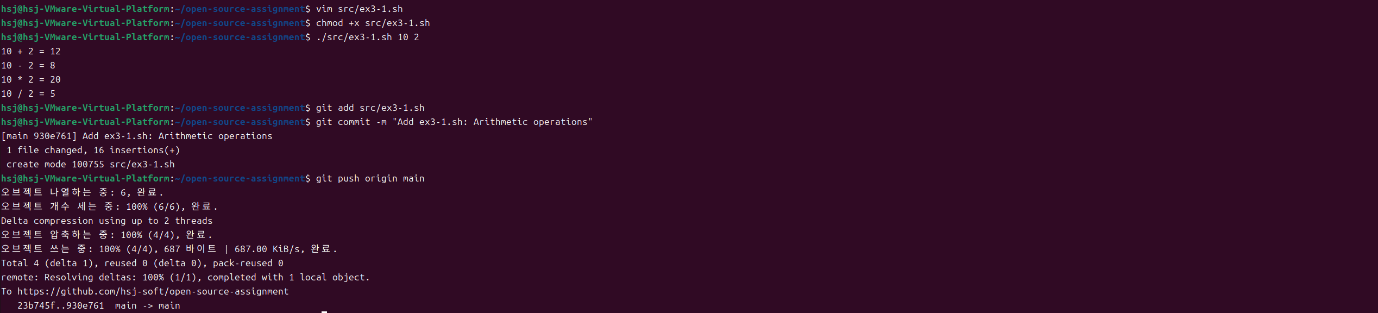 hsj@hsj-VMware-Virtual-Platform:~/open-source-assignment$ vim src/ex3-1.sh
hsj@hsj-VMware-Virtual-Platform:~/open-source-assignment$ chmod +x src/ex3-1.sh
hsj@hsj-VMware-Virtual-Platform:~/open-source-assignment$ ./src/ex3-1.sh 10 2
10 + 2 = 12
10 - 2 = 8
10 * 2 = 20
10 / 2 = 5
hsj@hsj-VMware-Virtual-Platform:~/open-source-assignment$ git add src/ex3-1.sh
hsj@hsj-VMware-Virtual-Platform:~/open-source-assignment$ git commit -m "Add ex3-1.sh: Arithmetic operations"
[main 930e761] Add ex3-1.sh: Arithmetic operations
 1 file changed, 16 insertions(+)
 create mode 100755 src/ex3-1.sh
hsj@hsj-VMware-Virtual-Platform:~/open-source-assignment$ git push origin main
오브젝트 나열하는 중: 6, 완료.
오브젝트 개수 세는 중: 100% (6/6), 완료.
Delta compression using up to 2 threads
오브젝트 압축하는 중: 100% (4/4), 완료.
오브젝트 쓰는 중: 100% (4/4), 687 바이트 | 687.00 KiB/s, 완료.
Total 4 (delta 1), reused 0 (delta 0), pack-reused 0
remote: Resolving deltas: 100% (1/1), completed with 1 local object.
To https://github.com/hsj-soft/open-source-assignment
   23b745f..930e761  main -> main